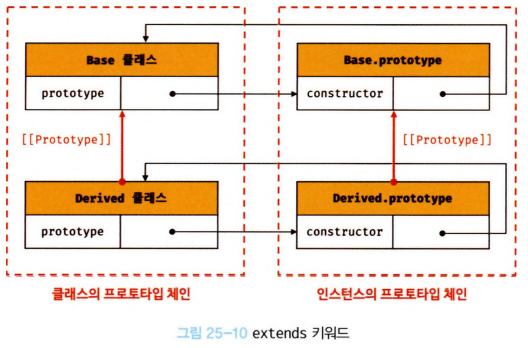 Base 클래스
Base.prototype
prototype
constructor
[[Prototype]]
[[Prototype]]
Derived 클래스
Derived.prototype
prototype
constructor
클래스의 프로토타입 체인
인스턴스의 프로토타입 체인
그림 25-10 extends 키워드